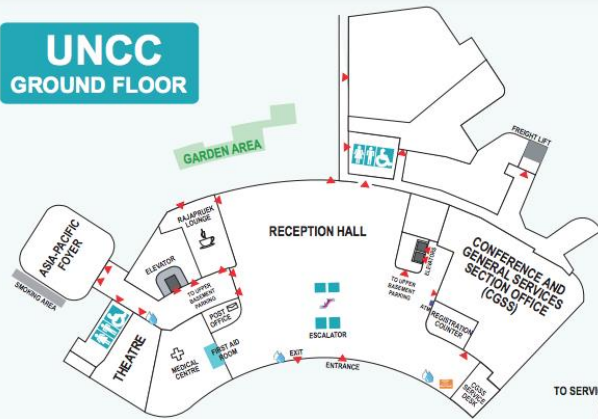 UNCC
GROUND FLOOR
GARDEN AREA
FREIGHT LIFT
RAJAPRUEK
LOUNGE
RECEPTION HALL
ASIA-PACIFIC
FOYER
SMOKING AREA
ELEVATOR
TO UPPER
BASEMENT
PARKING
ELEVATORS
TO UPPER
BASEMENT
PARKING
CONFERENCE AND
GENERAL SERVICES
SECTION OFFICE
(CGSS)
POST
OFFICE
ATM
REGISTRATION
COUNTER
ESCALATOR
THEATRE
MEDICAL
CENTRE
FIRST AID
ROOM
EXIT
ENTRANCE
CGSS
SERVICE
DESK
TO SERVI